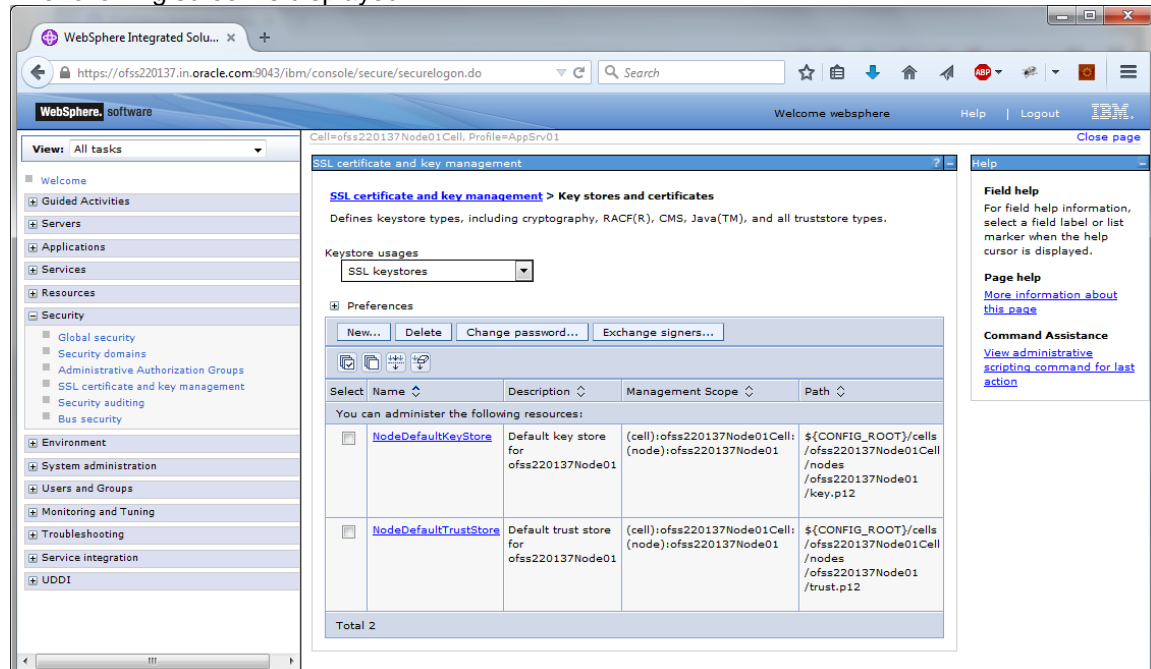 WebSphere Integrated Solu... × +
https://ofss220137.in.oracle.com:9043/ibm/console/secure/securelogon.do
Search
ABP
WebSphere. software
Welcome websphere
Help | Logout
IBM.
View: All tasks
Welcome
Guided Activities
Servers
Applications
Services
Resources
Security
Global security
Security domains
Administrative Authorization Groups
SSL certificate and key management
Security auditing
Bus security
Environment
System administration
Users and Groups
Monitoring and Tuning
Troubleshooting
Service integration
UDDI
Cell=ofss220137Node01Cell, Profile=AppSrv01
Close page
SSL certificate and key management ? –
SSL certificate and key management > Key stores and certificates
Defines keystore types, including cryptography, RACF(R), CMS, Java(TM), and all truststore types.
Keystore usages
SSL keystores
Preferences
New... Delete Change password... Exchange signers...
Select Name Description Management Scope Path
You can administer the following resources:
NodeDefaultKeyStore
Default key store
for
ofss220137Node01
(cell):ofss220137Node01Cell:
(node):ofss220137Node01
${CONFIG_ROOT}/cells
/ofss220137Node01Cell
/nodes
/ofss220137Node01
/key.p12
NodeDefaultTrustStore
Default trust store
for
ofss220137Node01
(cell):ofss220137Node01Cell:
(node):ofss220137Node01
${CONFIG_ROOT}/cells
/ofss220137Node01Cell
/nodes
/ofss220137Node01
/trust.p12
Total 2
Help –
Field help
For field help information,
select a field label or list
marker when the help
cursor is displayed.
Page help
More information about
this page
Command Assistance
View administrative
scripting command for last
action